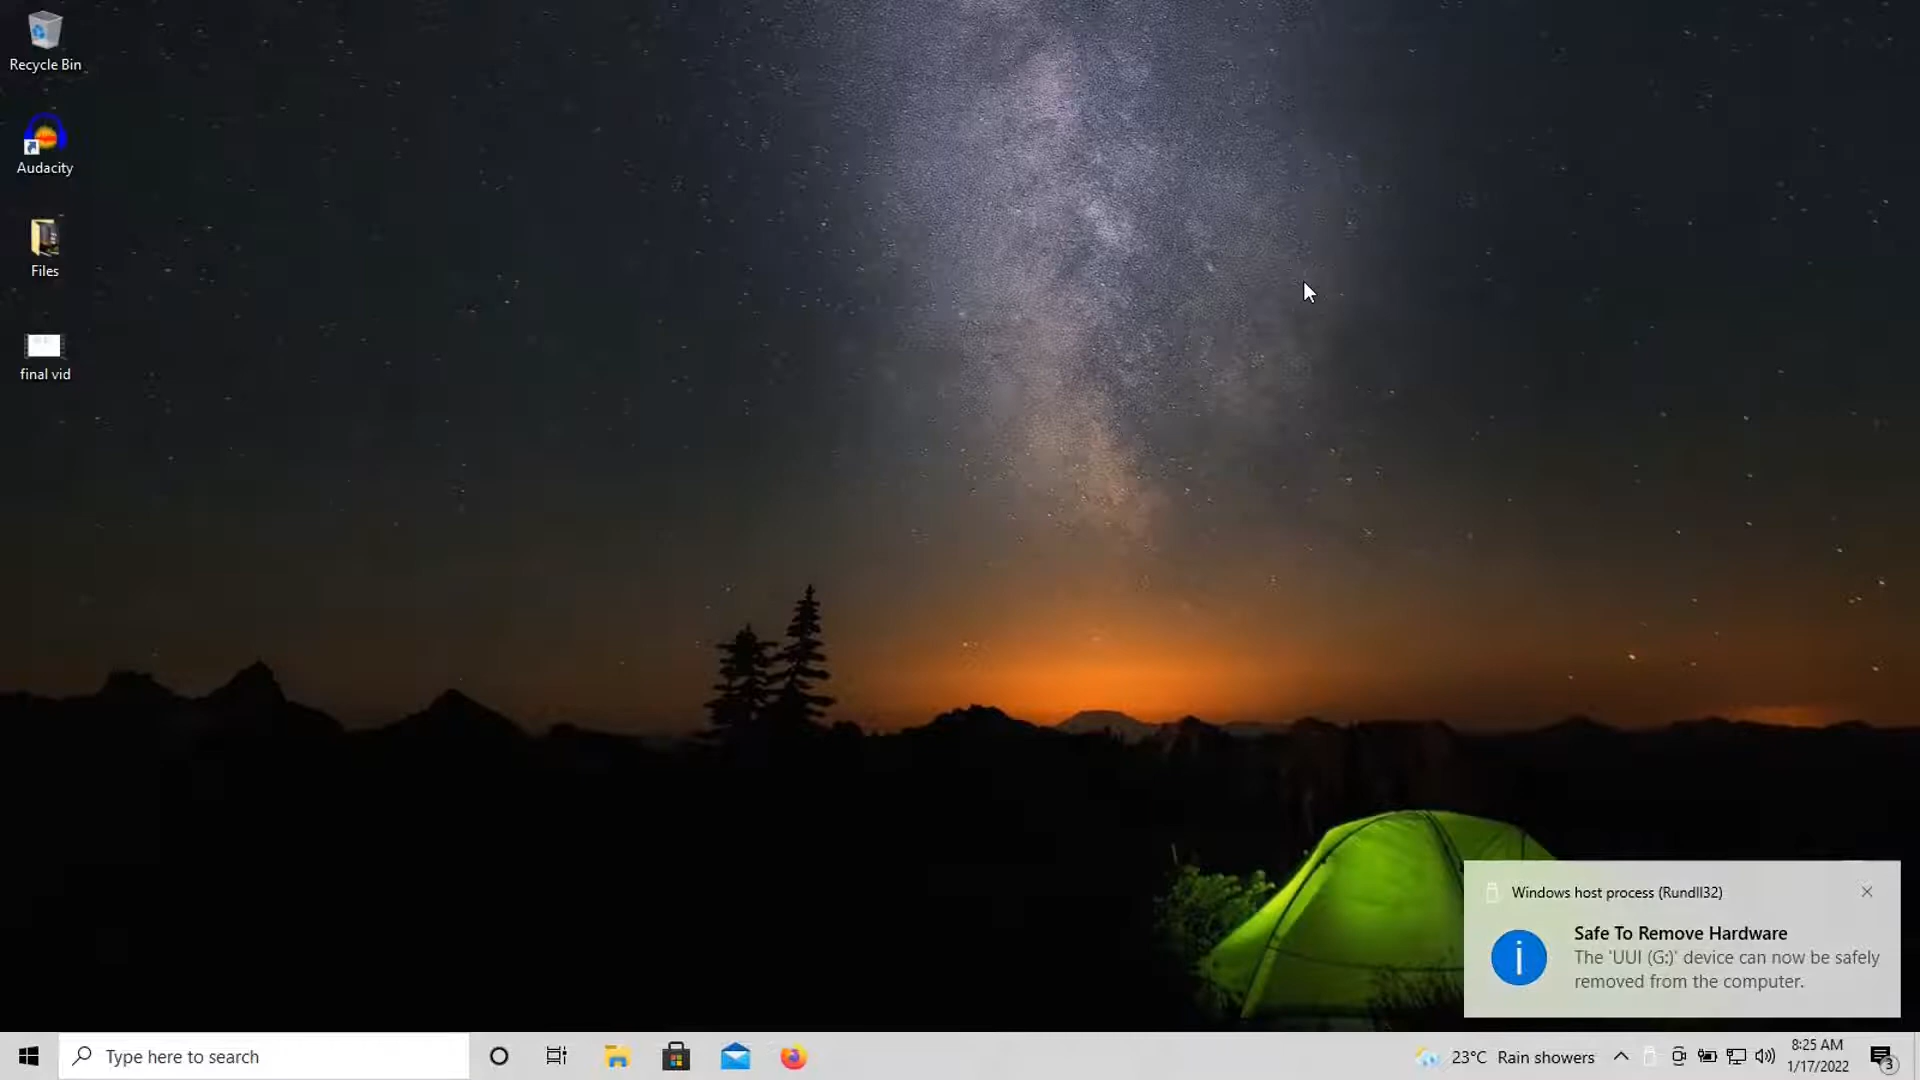 Recycle Bin
Audacity
Files
final vid
Windows host process (Rundll32)
Safe To Remove Hardware
The 'UUI (G:)' device can now be safely
removed from the computer.
Type here to search
23°C Rain showers
8:25 AM
1/17/2022
3